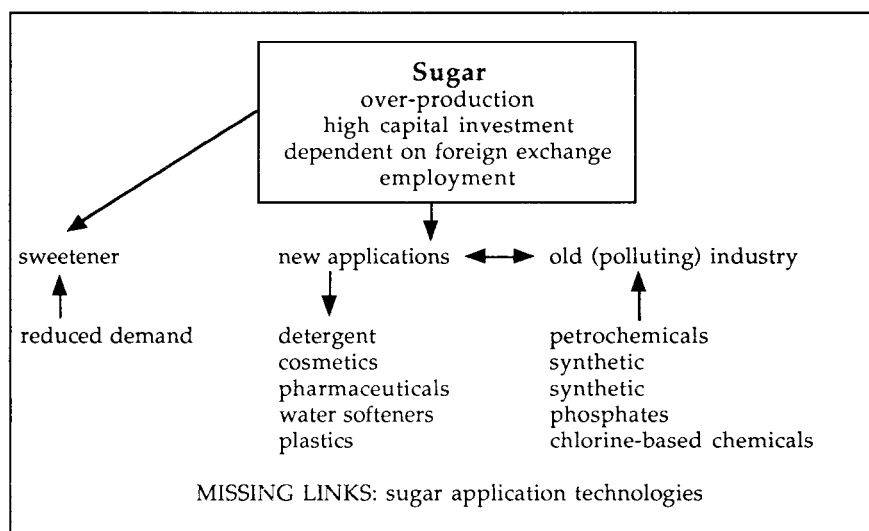 Sugar
over-production
high capital investment
dependent on foreign exchange
employment
sweetener
new applications
old (polluting) industry
reduced demand
detergent
cosmetics
pharmaceuticals
water softeners
plastics
petrochemicals
synthetic
synthetic
phosphates
chlorine-based chemicals
MISSING LINKS: sugar application technologies